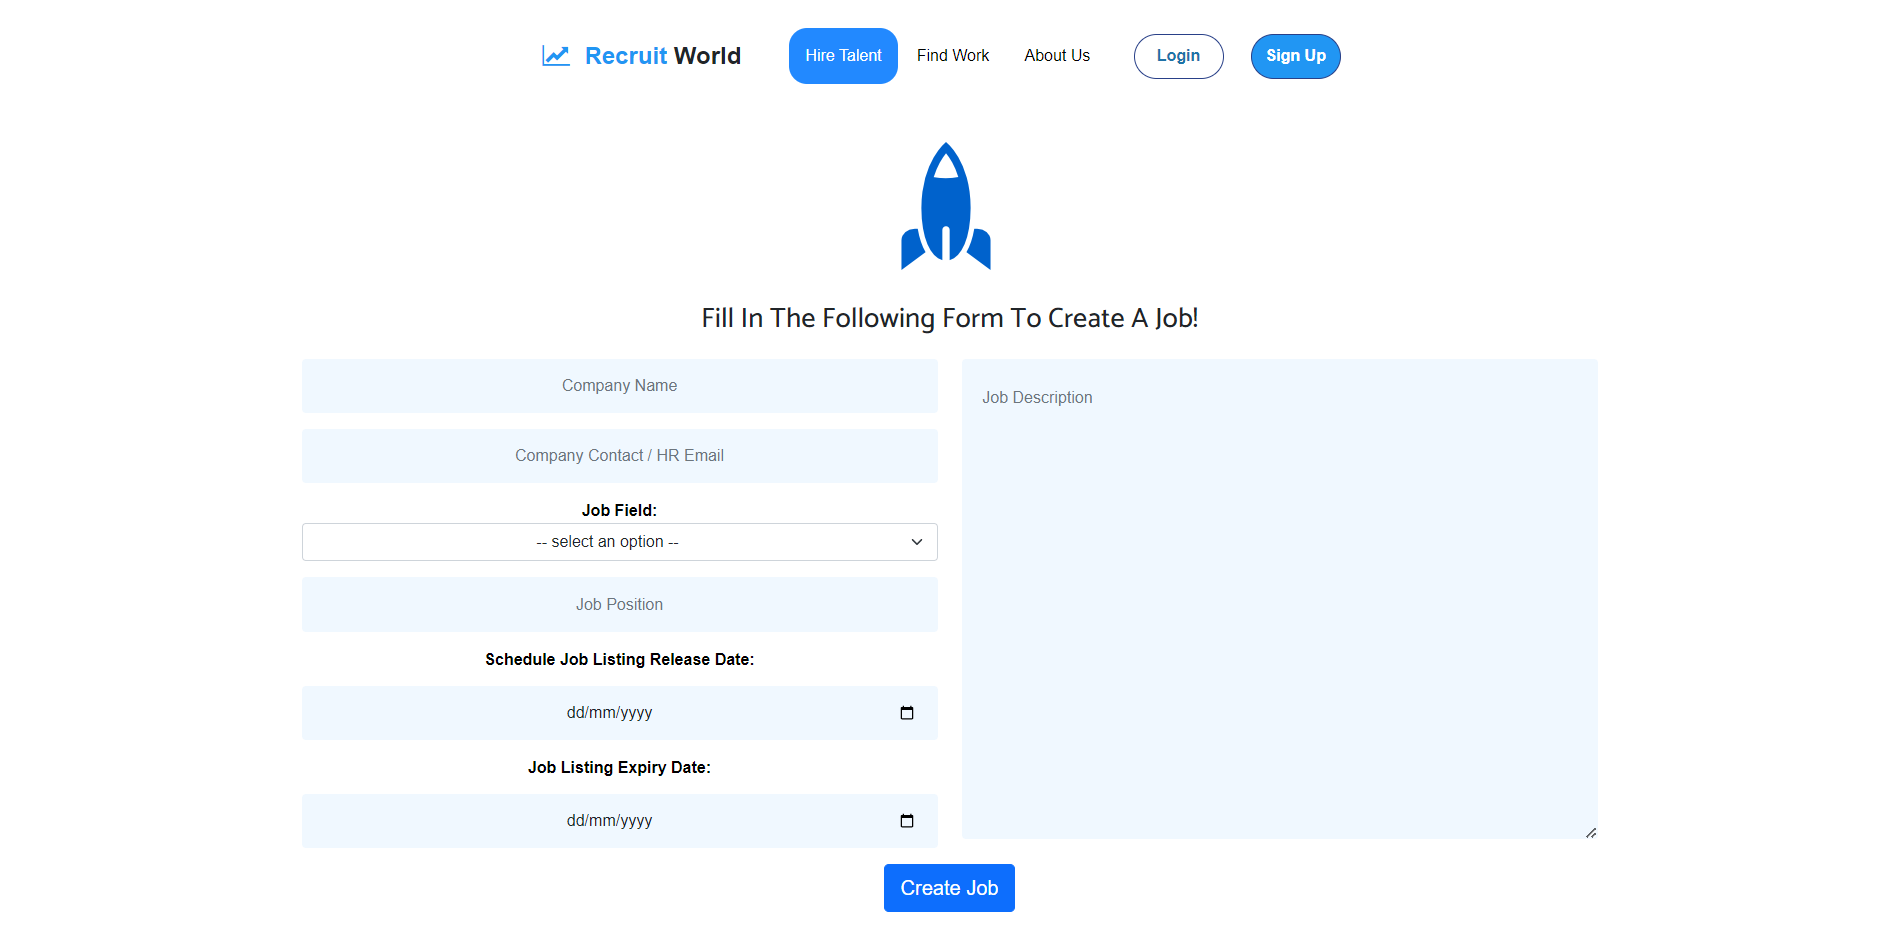 Recruit World
Hire Talent
Find Work
About Us
Login
Sign Up
Fill In The Following Form To Create A Job!
Company Name
Company Contact / HR Email
Job Field:
-- select an option --
Job Position
Schedule Job Listing Release Date:
dd/mm/yyyy
Job Listing Expiry Date:
dd/mm/yyyy
Job Description
Create Job